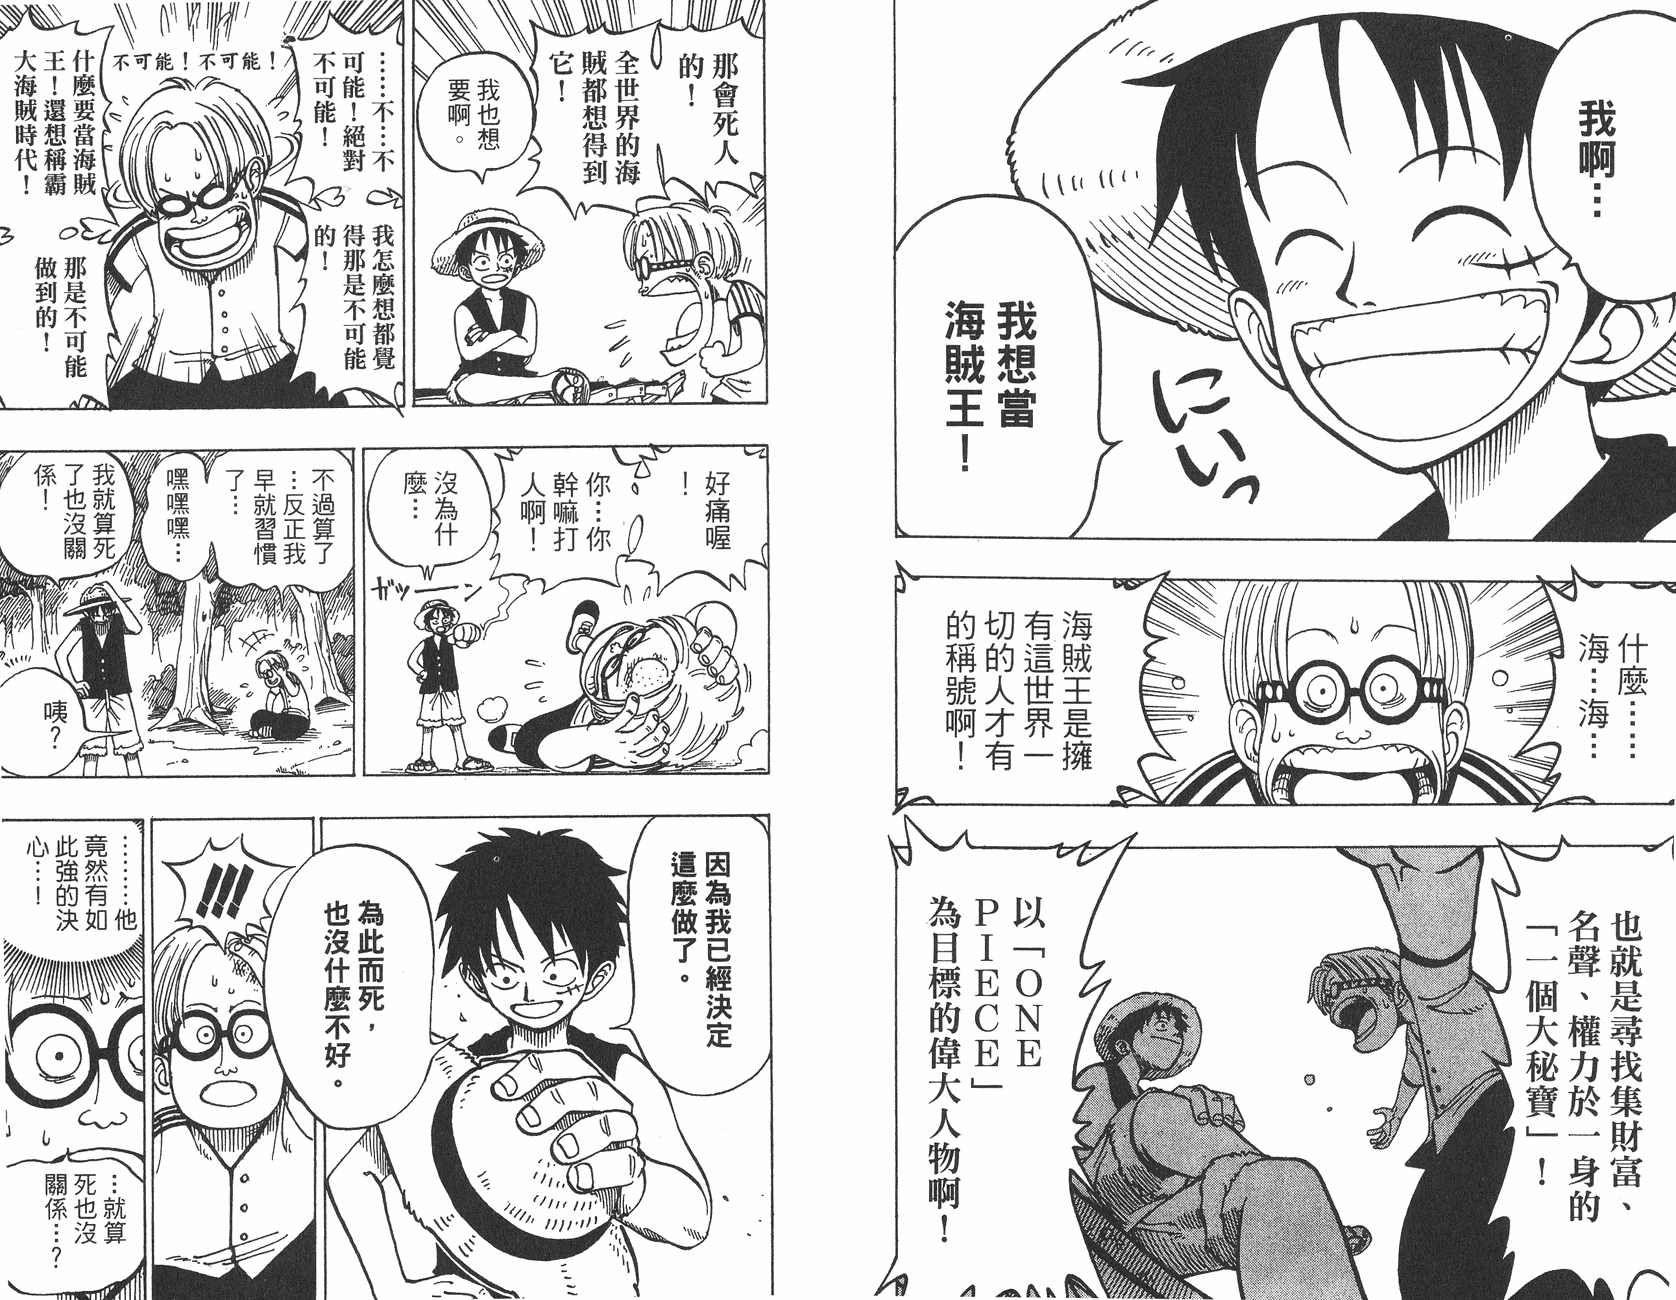 我啊…
我想當
海賊王！
にいっ
什麼……
海…海…
海賊王是擁
有這世界一
切的人才有
的稱號啊！
也就是尋找集財富、
名聲、權力於一身的
「一個大秘寶」！
以「ONE
PIECE」
為目標的偉大人物啊！
那會死人
的！
全世界的海
賊都想得到
它！
我也想
要啊。
……不…不
可能！絕對
不可能！
不可能！不可能！
什麼要當海賊
王！還想稱霸
大海賊時代！
我怎麼想都覺
得那是不可能
的！
那是不可能
做到的！
好痛喔
！
你…你
幹嘛打
人啊！
沒為什
麼…
ガツーーン
不過算了
…反正我
早就習慣
了…
嘿嘿嘿…
我就算死
了也沒關
係！
咦？
因為我已經決定
這麼做了。
為此而死，
也沒什麼不好。
!!!
………他
竟然有如
此強的決
心…！
…就算
死也沒
關係…？